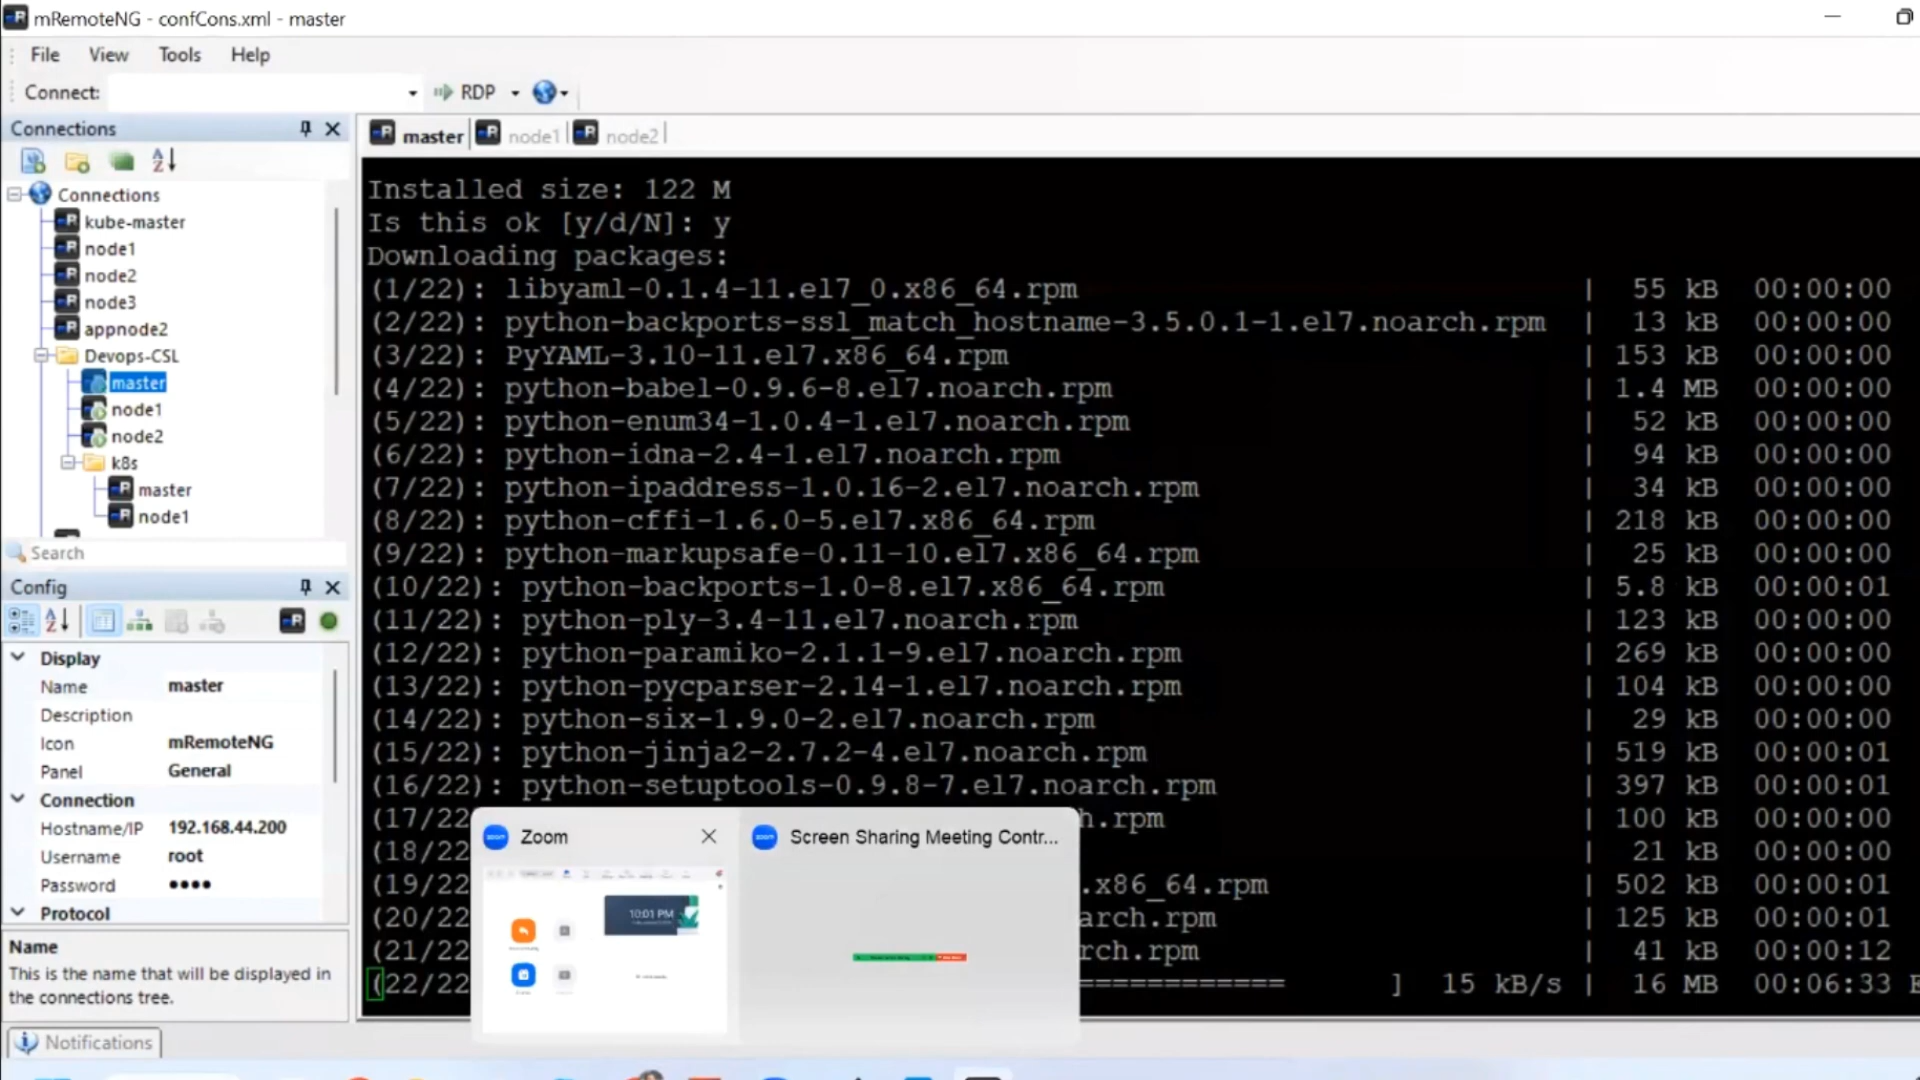 mRemoteNG - confCons.xml - master
File View Tools Help
Connect: RDP
Connections
master node1 node2
Connections
kube-master
node1
node2
node3
appnode2
Devops-CSL
master
node1
node2
k8s
master
node1
Search
Config
Display
Name master
Description
Icon mRemoteNG
Panel General
Connection
Hostname/IP 192.168.44.200
Username root
Password ••••
Protocol
Name
This is the name that will be displayed in
the connections tree.
Notifications
Installed size: 122 M
Is this ok [y/d/N]: y
Downloading packages:
(1/22): libyaml-0.1.4-11.el7_0.x86_64.rpm | 55 kB 00:00:00
(2/22): python-backports-ssl_match_hostname-3.5.0.1-1.el7.noarch.rpm | 13 kB 00:00:00
(3/22): PyYAML-3.10-11.el7.x86_64.rpm | 153 kB 00:00:00
(4/22): python-babel-0.9.6-8.el7.noarch.rpm | 1.4 MB 00:00:00
(5/22): python-enum34-1.0.4-1.el7.noarch.rpm | 52 kB 00:00:00
(6/22): python-idna-2.4-1.el7.noarch.rpm | 94 kB 00:00:00
(7/22): python-ipaddress-1.0.16-2.el7.noarch.rpm | 34 kB 00:00:00
(8/22): python-cffi-1.6.0-5.el7.x86_64.rpm | 218 kB 00:00:00
(9/22): python-markupsafe-0.11-10.el7.x86_64.rpm | 25 kB 00:00:00
(10/22): python-backports-1.0-8.el7.x86_64.rpm | 5.8 kB 00:00:01
(11/22): python-ply-3.4-11.el7.noarch.rpm | 123 kB 00:00:00
(12/22): python-paramiko-2.1.1-9.el7.noarch.rpm | 269 kB 00:00:00
(13/22): python-pycparser-2.14-1.el7.noarch.rpm | 104 kB 00:00:00
(14/22): python-six-1.9.0-2.el7.noarch.rpm | 29 kB 00:00:00
(15/22): python-jinja2-2.7.2-4.el7.noarch.rpm | 519 kB 00:00:01
(16/22): python-setuptools-0.9.8-7.el7.noarch.rpm | 397 kB 00:00:01
(17/22 h.rpm | 100 kB 00:00:00
(18/22 | 21 kB 00:00:00
(19/22 .x86_64.rpm | 502 kB 00:00:01
(20/22 arch.rpm | 125 kB 00:00:01
(21/22 rch.rpm | 41 kB 00:00:12
(22/22 ============ ] 15 kB/s | 16 MB 00:06:33 E
Zoom
Screen Sharing Meeting Contr...
10:01 PM